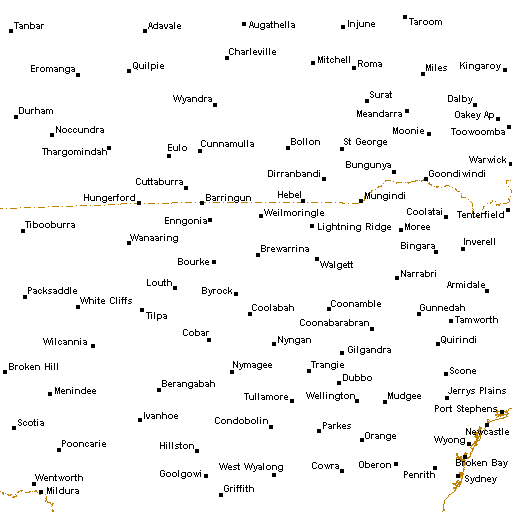 Tanbar
Adavale
Augathella
Injune
Taroom
Charleville
Mitchell
Roma
Miles
Kingaroy
Eromanga
Quilpie
Wyandra
Surat
Meandarra
Dalby
Oakey Ap
Durham
Noccundra
Moonie
Toowoomba
Thargomindah
Eulo
Cunnamulla
Bollon
St George
Warwick
Bungunya
Dirranbandi
Goondiwindi
Cuttaburra
Hungerford
Barringun
Hebel
Mungindi
Weilmoringle
Coolatai
Tenterfield
Enngonia
Tibooburra
Lightning Ridge
Moree
Wanaaring
Brewarrina
Bingara
Inverell
Bourke
Walgett
Narrabri
Louth
Byrock
Armidale
Packsaddle
White Cliffs
Tilpa
Coolabah
Coonamble
Gunnedah
Coonabarabran
Tamworth
Cobar
Wilcannia
Nyngan
Quirindi
Gilgandra
Broken Hill
Nymagee
Trangie
Scone
Dubbo
Berangabah
Menindee
Tullamore
Wellington
Mudgee
Jerrys Plains
Port Stephens
Ivanhoe
Scotia
Condobolin
Parkes
Newcastle
Orange
Wyong
Pooncarie
Hillston
West Wyalong
Cowra
Oberon
Broken Bay
Goolgowi
Penrith
Sydney
Wentworth
Mildura
Griffith